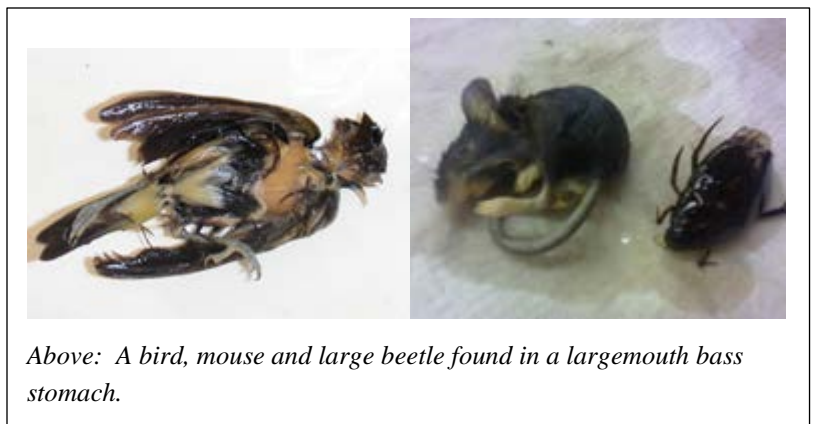 Above:  A bird, mouse and large beetle found in a largemouth bass
stomach.